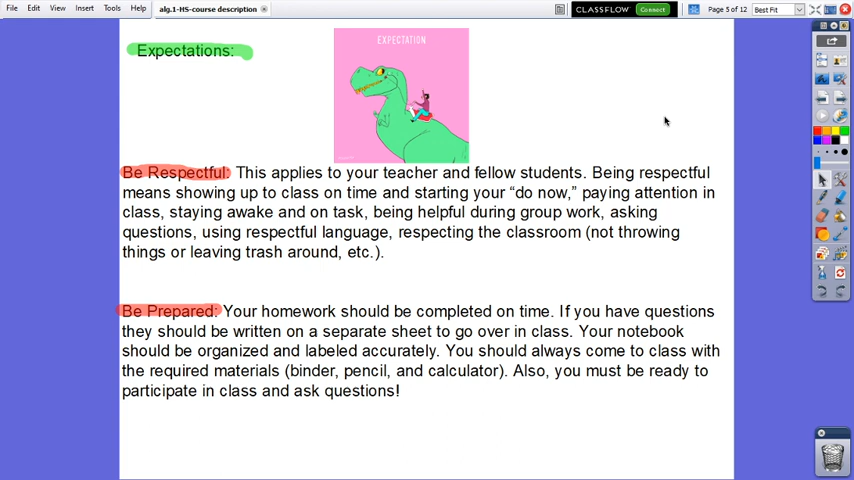 File Edit View Insert Tools Help alg.1-HS-course description CLASSFLOW Connect Page 5 of 12 Best Fit
Expectations:
EXPECTATION
Be Respectful: This applies to your teacher and fellow students. Being respectful
means showing up to class on time and starting your “do now,” paying attention in
class, staying awake and on task, being helpful during group work, asking
questions, using respectful language, respecting the classroom (not throwing
things or leaving trash around, etc.).
Be Prepared: Your homework should be completed on time. If you have questions
they should be written on a separate sheet to go over in class. Your notebook
should be organized and labeled accurately. You should always come to class with
the required materials (binder, pencil, and calculator). Also, you must be ready to
participate in class and ask questions!